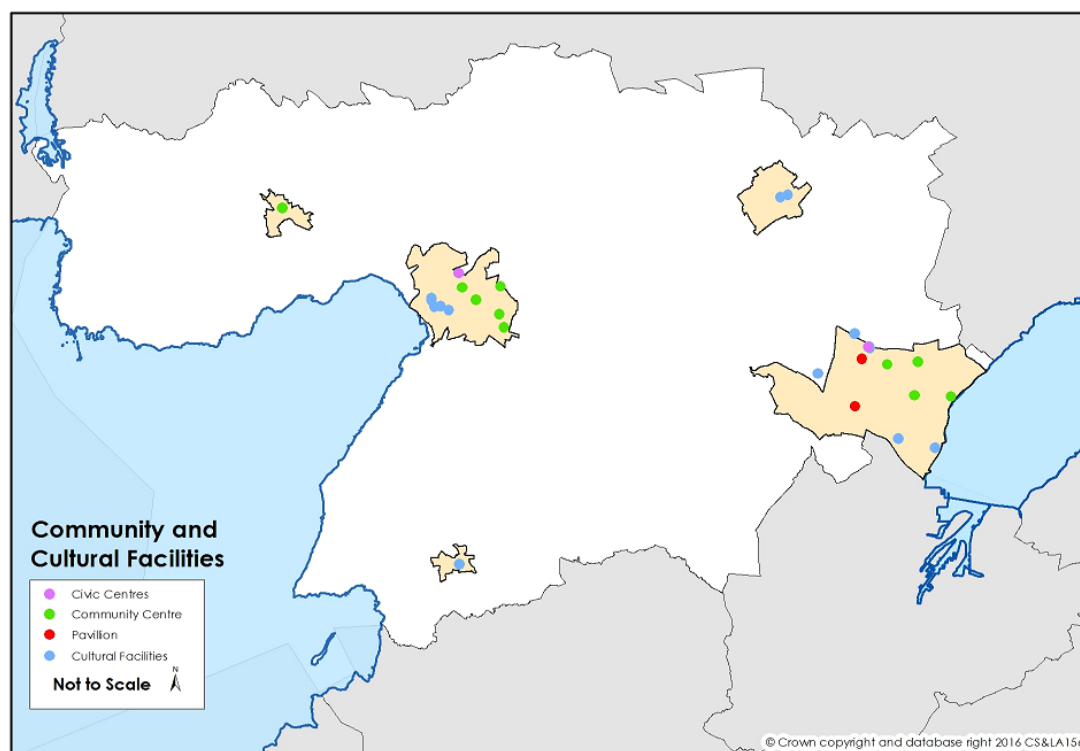 Community and
Cultural Facilities
Civic Centres
Community Centre
Pavillion
Cultural Facilities
Not to Scale
N
© Crown copyright and database right 2016 CS&LA15